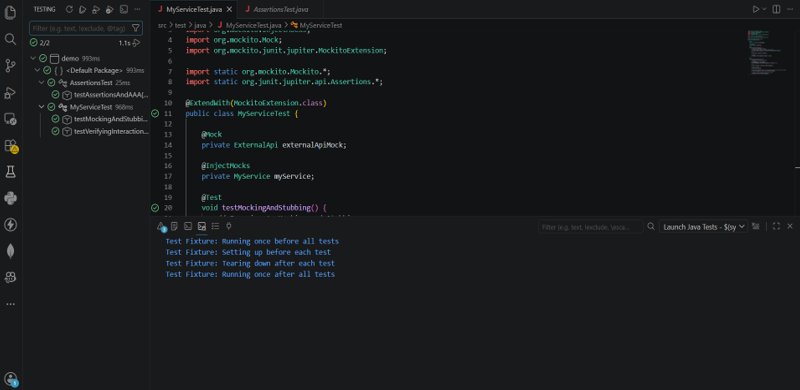 TESTING
Filter (e.g. text, !exclude, @tag)
2/2
1.1s
demo 993ms
<Default Package> 993ms
AssertionsTest 25ms
testAssertionsAndAAA(...
MyServiceTest 968ms
testMockingAndStubbi...
testVerifyingInteraction...
J MyServiceTest.java
J AssertionsTest.java
src > test > java > J MyServiceTest.java > MyServiceTest
4 import org.mockito.Mock;
5 import org.mockito.junit.jupiter.MockitoExtension;
6
7 import static org.mockito.Mockito.*;
8 import static org.junit.jupiter.api.Assertions.*;
9
10 @ExtendWith(MockitoExtension.class)
11 public class MyServiceTest {
12
13 @Mock
14 private ExternalApi externalApiMock;
15
16 @InjectMocks
17 private MyService myService;
18
19 @Test
20 void testMockingAndStubbing() {
Filter (e.g. text, !exclude, \esca...
Launch Java Tests - ${sy
Test Fixture: Running once before all tests
Test Fixture: Setting up before each test
Test Fixture: Tearing down after each test
Test Fixture: Running once after all tests